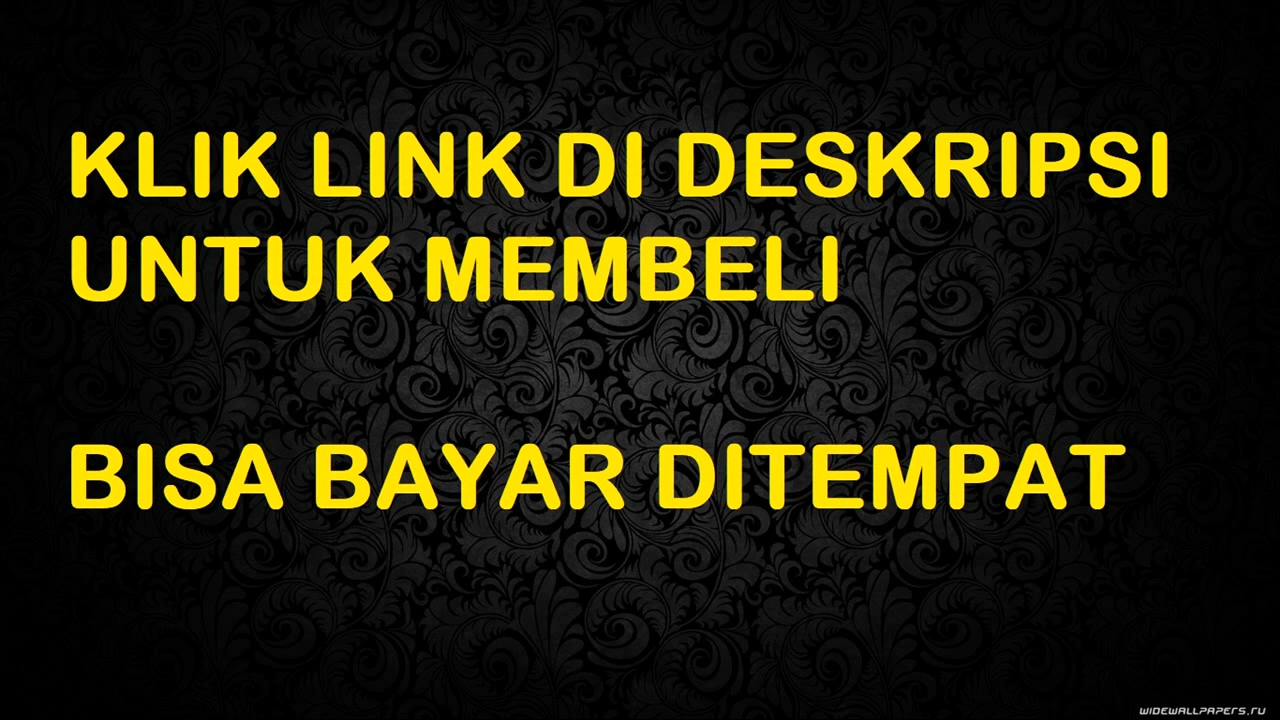 KLIK LINK DI DESKRIPSI
UNTUK MEMBELI
BISA BAYAR DITEMPAT
WIDEWALLPAPERS.RU